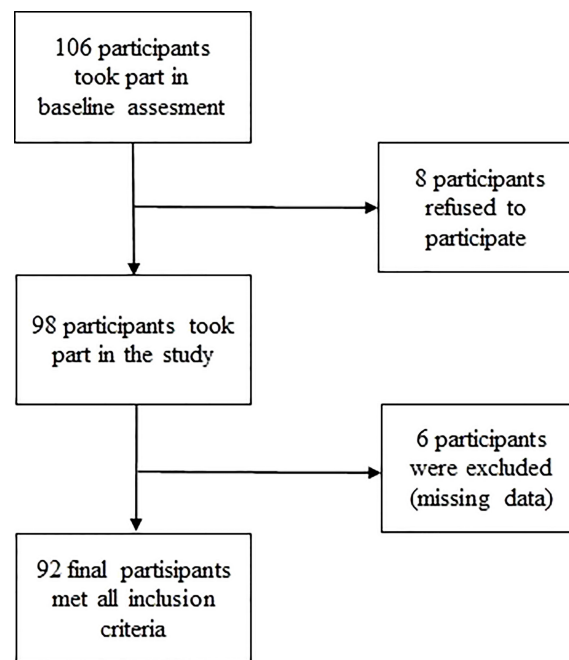 106 participants
took part in
baseline assesment
8 participants
refused to
participate
98 participants took
part in the study
6 participants
were excluded
(missing data)
92 final partisipants
met all inclusion
criteria